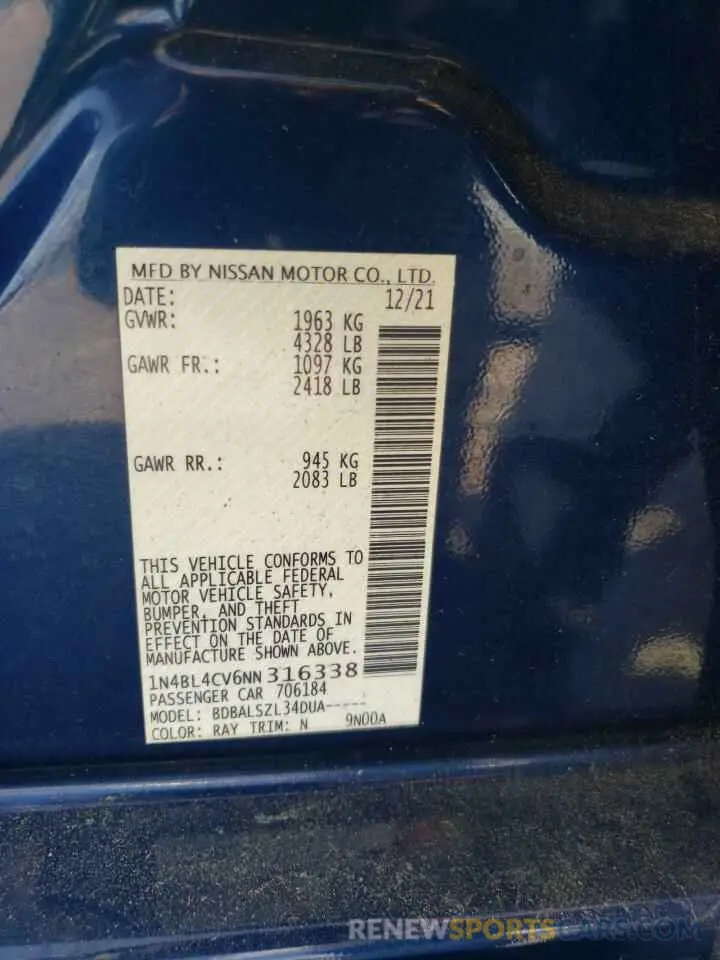 MFD BY NISSAN MOTOR CO., LTD.
DATE: 12/21
GVWR: 1963 KG
4328 LB
GAWR FR.: 1097 KG
2418 LB
GAWR RR.: 945 KG
2083 LB
THIS VEHICLE CONFORMS TO
ALL APPLICABLE FEDERAL
MOTOR VEHICLE SAFETY,
BUMPER, AND THEFT
PREVENTION STANDARDS IN
EFFECT ON THE DATE OF
MANUFACTURE SHOWN ABOVE.
1N4BL4CV6NN316338
PASSENGER CAR 706184
MODEL: BDBALSZL34DUA-----
COLOR: RAY TRIM: N 9N00A
RENEWSPORTSCARS.COM